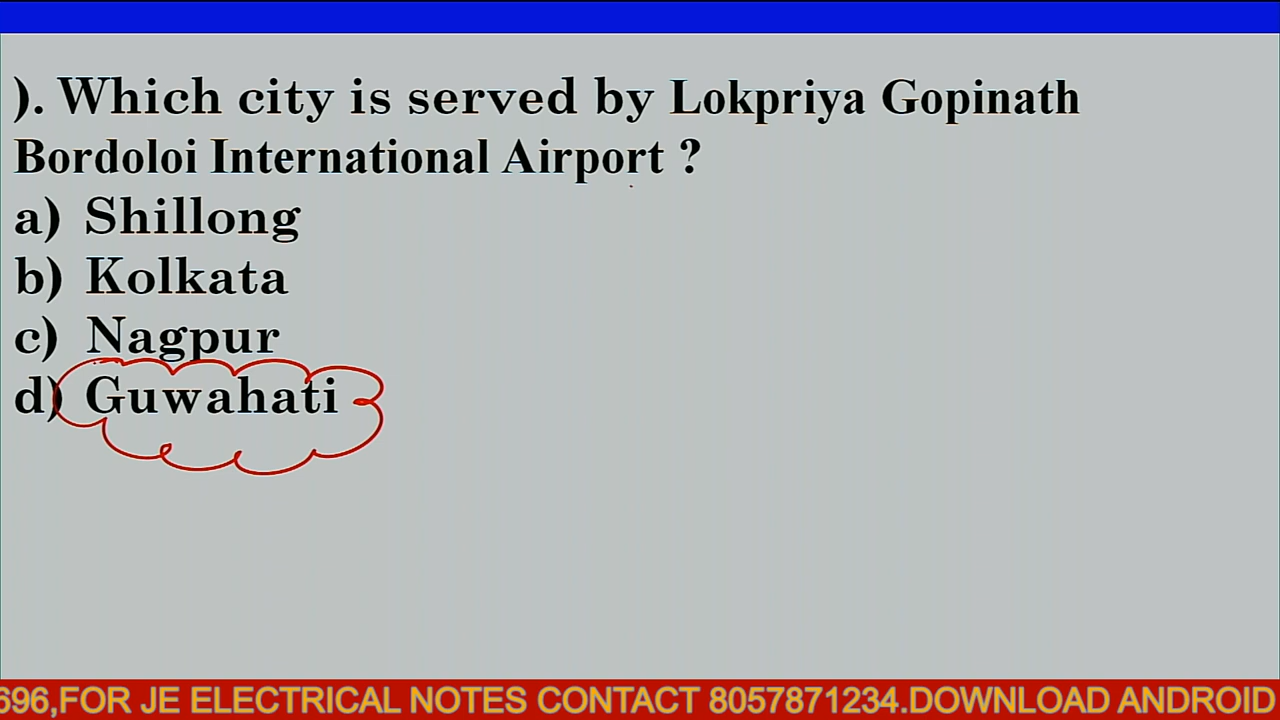 ). Which city is served by Lokpriya Gopinath
Bordoloi International Airport ?
a) Shillong
b) Kolkata
c) Nagpur
d) Guwahati
696,FOR JE ELECTRICAL NOTES CONTACT 8057871234.DOWNLOAD ANDROID